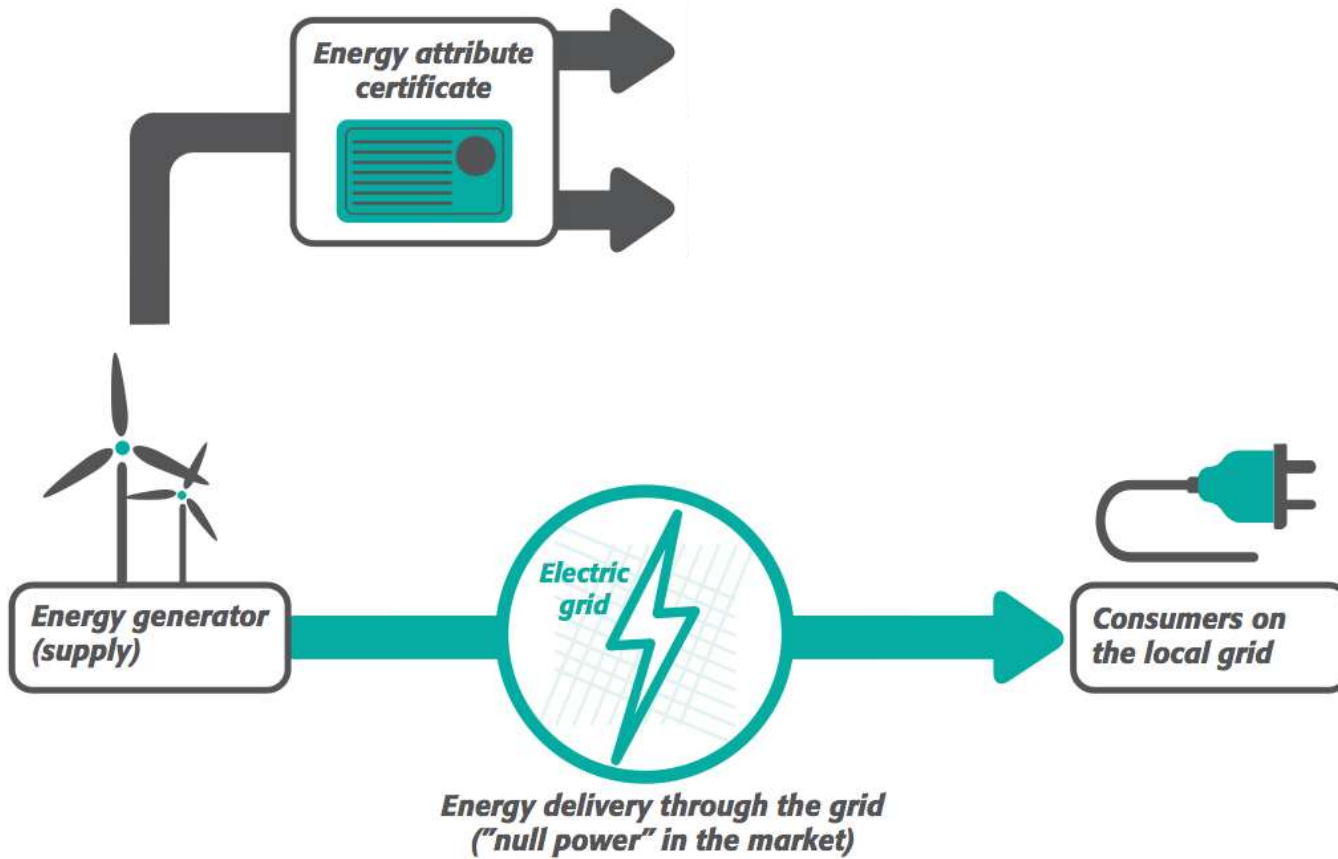 Energy attribute
certificate
Electric
grid
Energy generator
(supply)
Consumers on
the local grid
Energy delivery through the grid
(”null power” in the market)